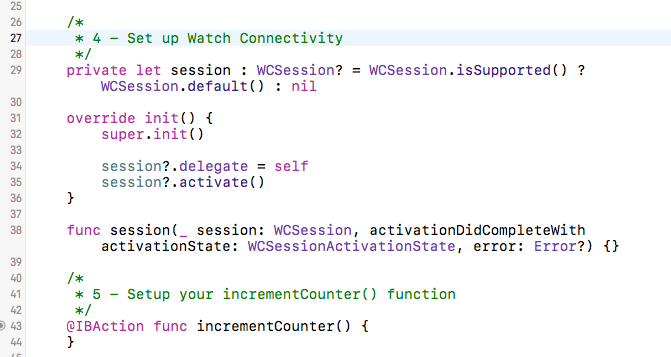 25
26 /*
27 * 4 – Set up Watch Connectivity
28 */
29 private let session : WCSession? = WCSession.isSupported() ?
WCSession.default() : nil
30
31 override init() {
32 super.init()
33
34 session?.delegate = self
35 session?.activate()
36 }
37
38 func session(_ session: WCSession, activationDidCompleteWith
activationState: WCSessionActivationState, error: Error?) {}
39
40 /*
41 * 5 – Setup your incrementCounter() function
42 */
43 @IBAction func incrementCounter() {
44 }
45